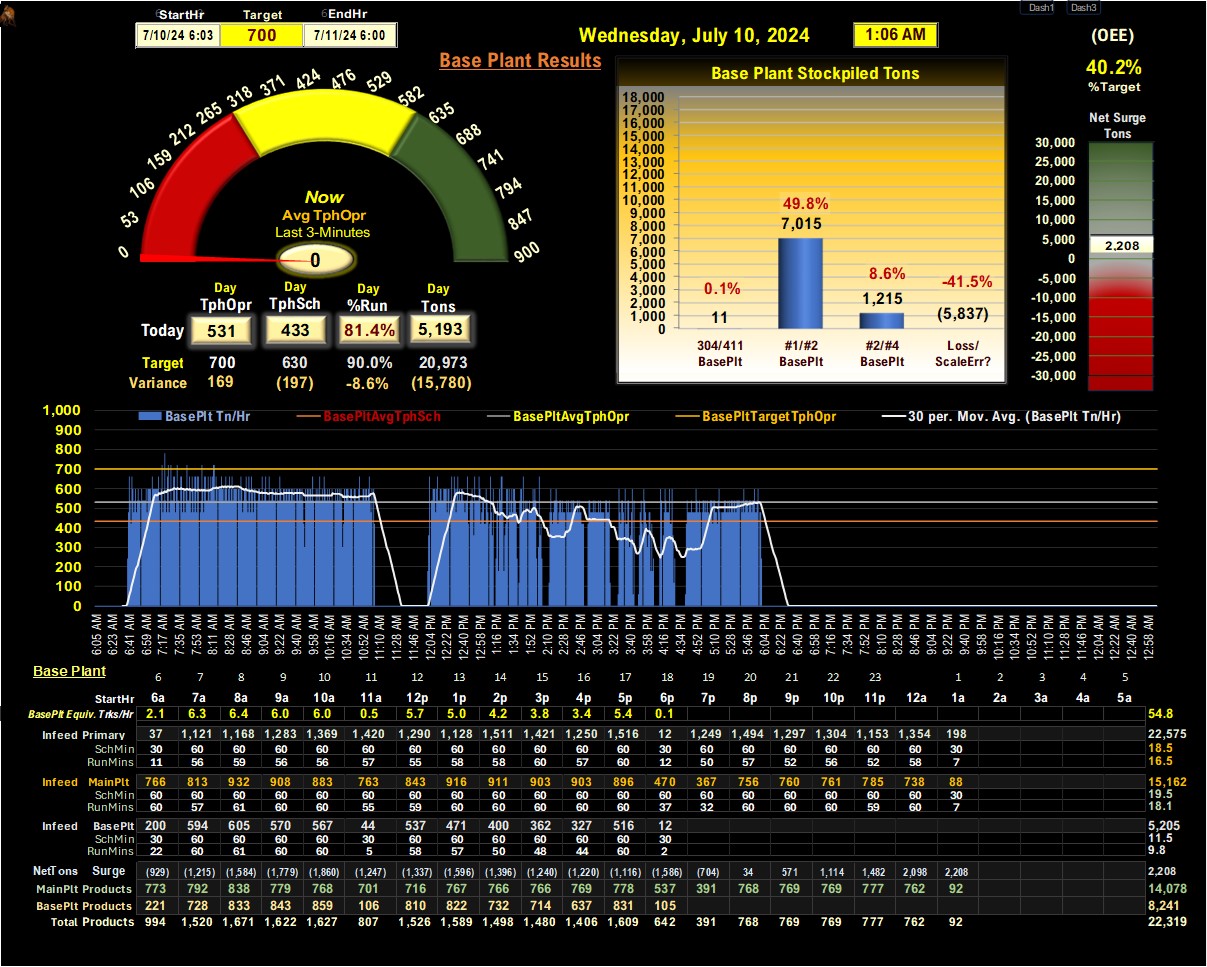 StartHr Target EndHr
7/10/24 6:03 700 7/11/24 6:00
Wednesday, July 10, 2024 1:06 AM
Dash1 Dash3
(OEE)
40.2%
%Target
Base Plant Results
0 53 106 159 212 265 318 371 424 476 529 582 635 688 741 794 847 900
Now
Avg TphOpr
Last 3-Minutes
0
Day Day Day Day
TphOpr TphSch %Run Tons
Today 531 433 81.4% 5,193
Target 700 630 90.0% 20,973
Variance 169 (197) -8.6% (15,780)
Base Plant Stockpiled Tons
18,000
17,000
16,000
15,000
14,000
13,000
12,000
11,000
10,000
9,000
8,000
7,000
6,000
5,000
4,000
3,000
2,000
1,000
0
0.1% 49.8% 8.6% -41.5%
11 7,015 1,215 (5,837)
304/411 #1/#2 #2/#4 Loss/
BasePlt BasePlt BasePlt ScaleErr?
Net Surge
Tons
30,000
25,000
20,000
15,000
10,000
5,000
0
-5,000
-10,000
-15,000
-20,000
-25,000
-30,000
2,208
BasePlt Tn/Hr BasePltAvgTphSch BasePltAvgTphOpr BasePltTargetTphOpr 30 per. Mov. Avg. (BasePlt Tn/Hr)
1,000
900
800
700
600
500
400
300
200
100
0
6:05 AM 6:23 AM 6:41 AM 6:59 AM 7:17 AM 7:35 AM 7:53 AM 8:11 AM 8:28 AM 8:46 AM 9:04 AM 9:22 AM 9:40 AM 9:58 AM 10:16 AM 10:34 AM 10:52 AM 11:10 AM 11:28 AM 11:46 AM 12:04 PM 12:22 PM 12:40 PM 12:58 PM 1:16 PM 1:34 PM 1:52 PM 2:10 PM 2:28 PM 2:46 PM 3:04 PM 3:22 PM 3:40 PM 3:58 PM 4:16 PM 4:34 PM 4:52 PM 5:10 PM 5:28 PM 5:46 PM 6:04 PM 6:22 PM 6:40 PM 6:58 PM 7:16 PM 7:34 PM 7:52 PM 8:10 PM 8:28 PM 8:46 PM 9:04 PM 9:22 PM 9:40 PM 9:58 PM 10:16 PM 10:34 PM 10:52 PM 11:10 PM 11:28 PM 11:46 PM 12:04 AM 12:22 AM 12:40 AM 12:58 AM
Base Plant 6 7 8 9 10 11 12 13 14 15 16 17 18 19 20 21 22 23 1 2 3 4 5
StartHr 6a 7a 8a 9a 10a 11a 12p 1p 2p 3p 4p 5p 6p 7p 8p 9p 10p 11p 12a 1a 2a 3a 4a 5a
BasePlt Equiv. Trks/Hr 2.1 6.3 6.4 6.0 6.0 0.5 5.7 5.0 4.2 3.8 3.4 5.4 0.1 54.8
Infeed Primary 37 1,121 1,168 1,283 1,369 1,420 1,290 1,128 1,511 1,421 1,250 1,516 12 1,249 1,494 1,297 1,304 1,153 1,354 198 22,575
SchMin 30 60 60 60 60 60 60 60 60 60 60 60 30 60 60 60 60 60 60 30 18.5
RunMins 11 56 59 56 56 57 55 58 58 60 57 60 12 50 57 52 56 52 58 7 16.5
Infeed MainPlt 766 813 932 908 883 763 843 916 911 903 903 896 470 367 756 760 761 785 738 88 15,162
SchMin 60 60 60 60 60 60 60 60 60 60 60 60 60 60 60 60 60 60 60 30 19.5
RunMins 60 57 61 60 60 55 59 60 60 60 60 60 37 32 60 60 60 59 60 7 18.1
Infeed BasePlt 200 594 605 570 567 44 537 471 400 362 327 516 12 5,205
SchMin 30 60 60 60 60 30 60 60 60 60 60 60 30 11.5
RunMins 22 60 61 60 60 5 58 57 50 48 44 60 2 9.8
NetTons Surge (929) (1,215) (1,584) (1,779) (1,860) (1,247) (1,337) (1,596) (1,396) (1,240) (1,220) (1,116) (1,586) (704) 34 571 1,114 1,482 2,098 2,208 2,208
MainPlt Products 773 792 838 779 768 701 716 767 766 766 769 778 537 391 768 769 769 777 762 92 14,078
BasePlt Products 221 728 833 843 859 106 810 822 732 714 637 831 105 8,241
Total Products 994 1,520 1,671 1,622 1,627 807 1,526 1,589 1,498 1,480 1,406 1,609 642 391 768 769 769 777 762 92 22,319